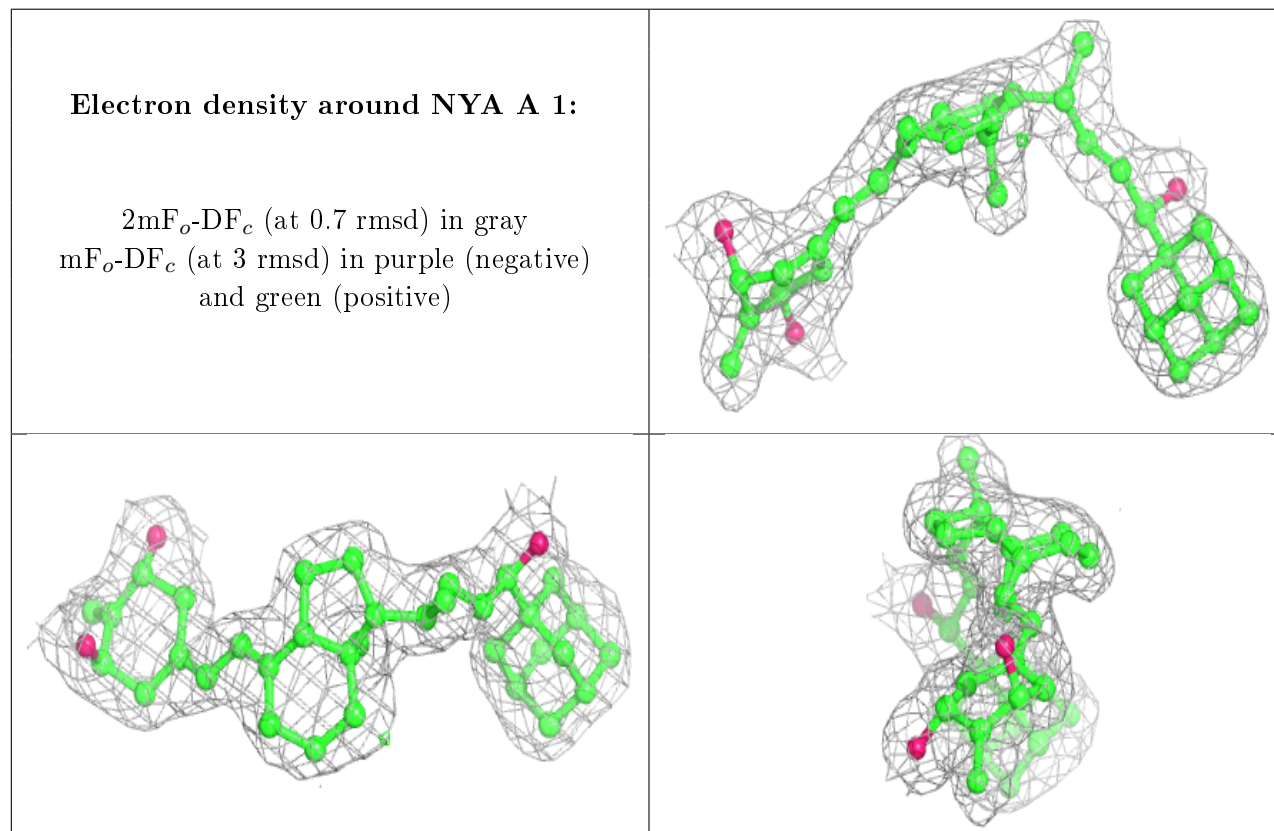 Electron density around NYA A 1:
2mFₒ-DF𝒸 (at 0.7 rmsd) in gray
mFₒ-DF𝒸 (at 3 rmsd) in purple (negative)
and green (positive)